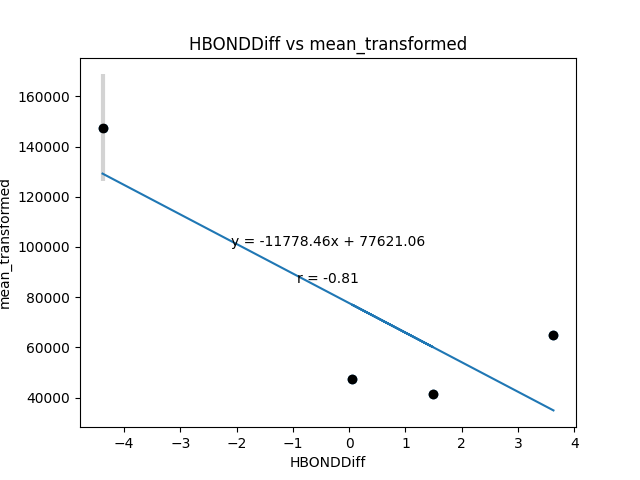 HBONDDiff vs mean_transformed
160000
140000
120000
100000
80000
60000
40000
mean_transformed
y = -11778.46x + 77621.06
r = -0.81
−4 −3 −2 −1 0 1 2 3 4
HBONDDiff